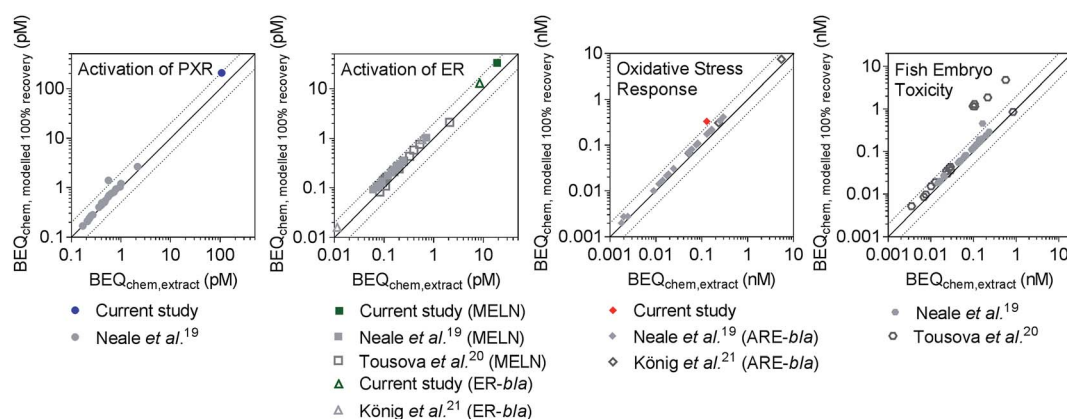 BEQchem, modelled 100% recovery (pM)
Activation of PXR
100
10
1
0.1
0.1
1
10
100
BEQchem,extract (pM)
Current study
Neale et al.19
BEQchem, modelled 100% recovery (pM)
Activation of ER
10
1
0.1
0.01
0.01
0.1
1
10
BEQchem,extract (pM)
Current study (MELN)
Neale et al.19 (MELN)
Tousova et al.20 (MELN)
Current study (ER-bla)
König et al.21 (ER-bla)
BEQchem, modelled 100% recovery (nM)
Oxidative Stress
Response
10
1
0.1
0.01
0.001
0.001
0.01
0.1
1
10
BEQchem,extract (nM)
Current study
Neale et al.19 (ARE-bla)
König et al.21 (ARE-bla)
BEQchem, modelled 100% recovery (nM)
Fish Embryo
Toxicity
10
1
0.1
0.01
0.001
0.001
0.01
0.1
1
10
BEQchem,extract (nM)
Neale et al.19
Tousova et al.20